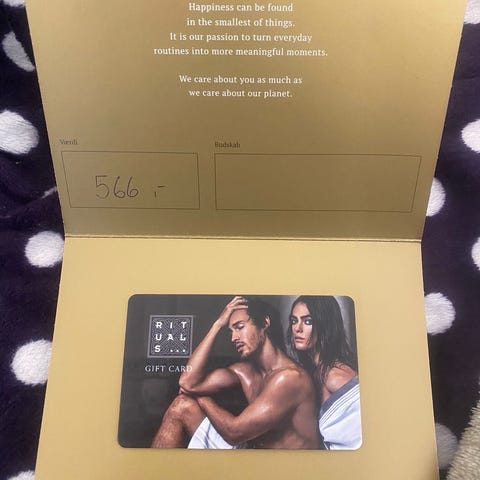 Happiness can be found
in the smallest of things.
It is our passion to turn everyday
routines into more meaningful moments.
We care about you as much as
we care about our planet.
Værdi
Budskab
566,-
RIT
UAL
S...
GIFT CARD